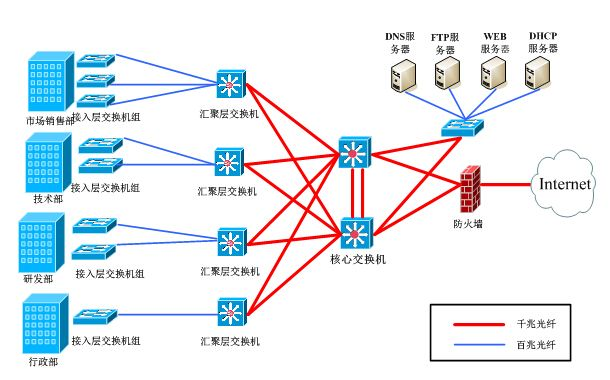 DNS服
务器
FTP服
务器
WEB
服务器
DHCP
服务器
市场销售部
接入层交换机组
汇聚层交换机
技术部
接入层交换机组
汇聚层交换机
Internet
防火墙
核心交换机
研发部
接入层交换机组
汇聚层交换机
行政部
接入层交换机组
汇聚层交换机
千兆光纤
百兆光纤